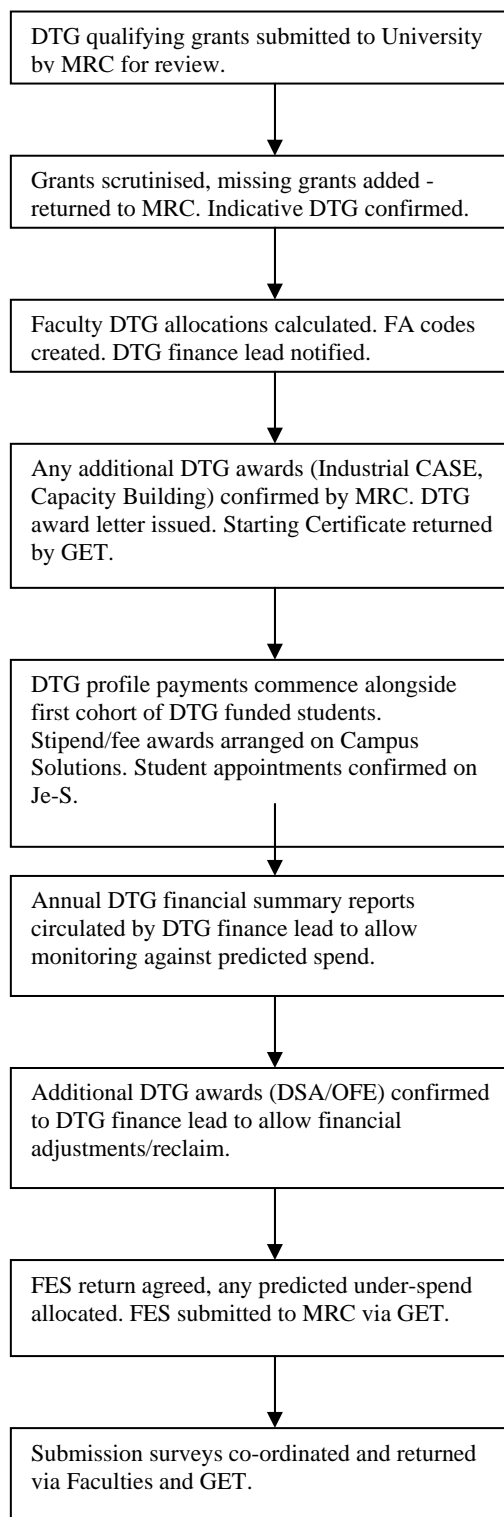 DTG qualifying grants submitted to University
by MRC for review.
Grants scrutinised, missing grants added -
returned to MRC. Indicative DTG confirmed.
Faculty DTG allocations calculated. FA codes
created. DTG finance lead notified.
Any additional DTG awards (Industrial CASE,
Capacity Building) confirmed by MRC. DTG
award letter issued. Starting Certificate returned
by GET.
DTG profile payments commence alongside
first cohort of DTG funded students.
Stipend/fee awards arranged on Campus
Solutions. Student appointments confirmed on
Je-S.
Annual DTG financial summary reports
circulated by DTG finance lead to allow
monitoring against predicted spend.
Additional DTG awards (DSA/OFE) confirmed
to DTG finance lead to allow financial
adjustments/reclaim.
FES return agreed, any predicted under-spend
allocated. FES submitted to MRC via GET.
Submission surveys co-ordinated and returned
via Faculties and GET.